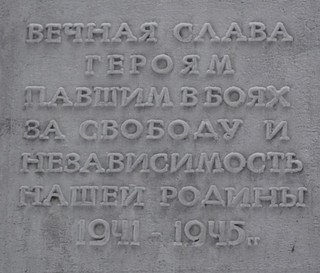 ВЕЧНАЯ СЛАВА
ГЕРОЯМ
ПАВШИМ В БОЯХ
ЗА СВОБОДУ И
НЕЗАВИСИМОСТЬ
НАШЕЙ РОДИНЫ
1941 - 1945 гг